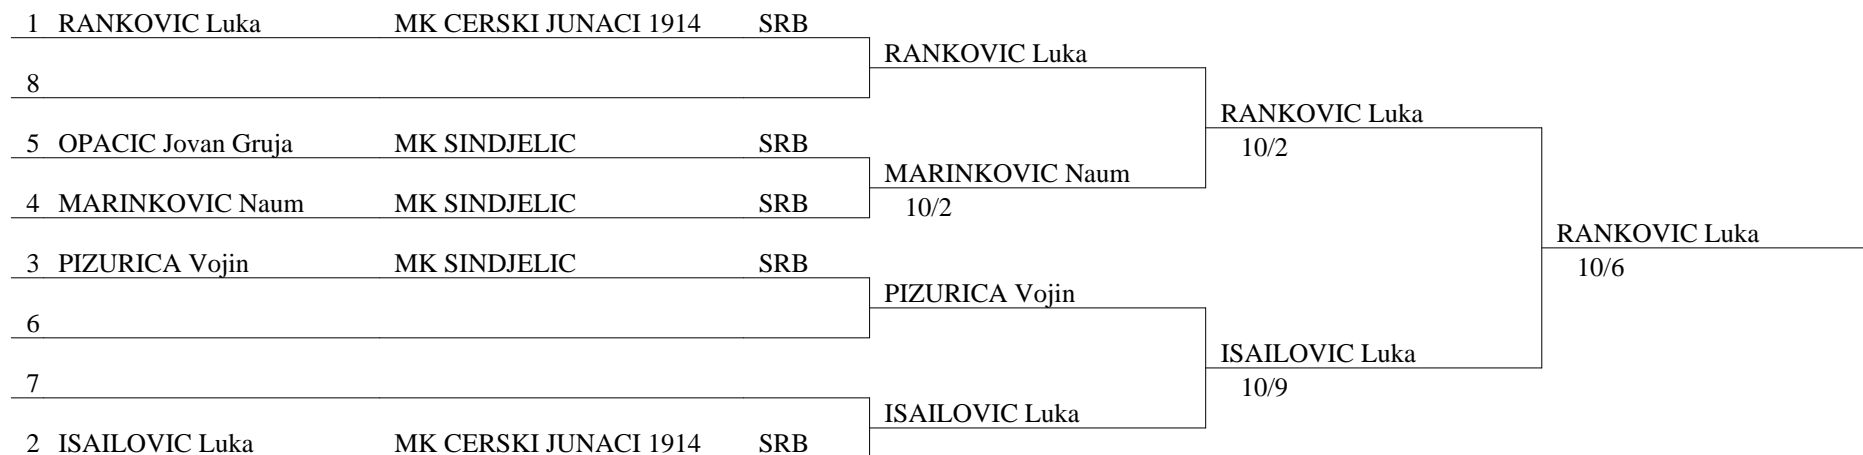 1 RANKOVIC Luka MK CERSKI JUNACI 1914 SRB
RANKOVIC Luka
8
RANKOVIC Luka
10/2
5 OPACIC Jovan Gruja MK SINDJELIC SRB
MARINKOVIC Naum
10/2
4 MARINKOVIC Naum MK SINDJELIC SRB
RANKOVIC Luka
10/6
3 PIZURICA Vojin MK SINDJELIC SRB
PIZURICA Vojin
6
ISAILOVIC Luka
10/9
7
ISAILOVIC Luka
2 ISAILOVIC Luka MK CERSKI JUNACI 1914 SRB